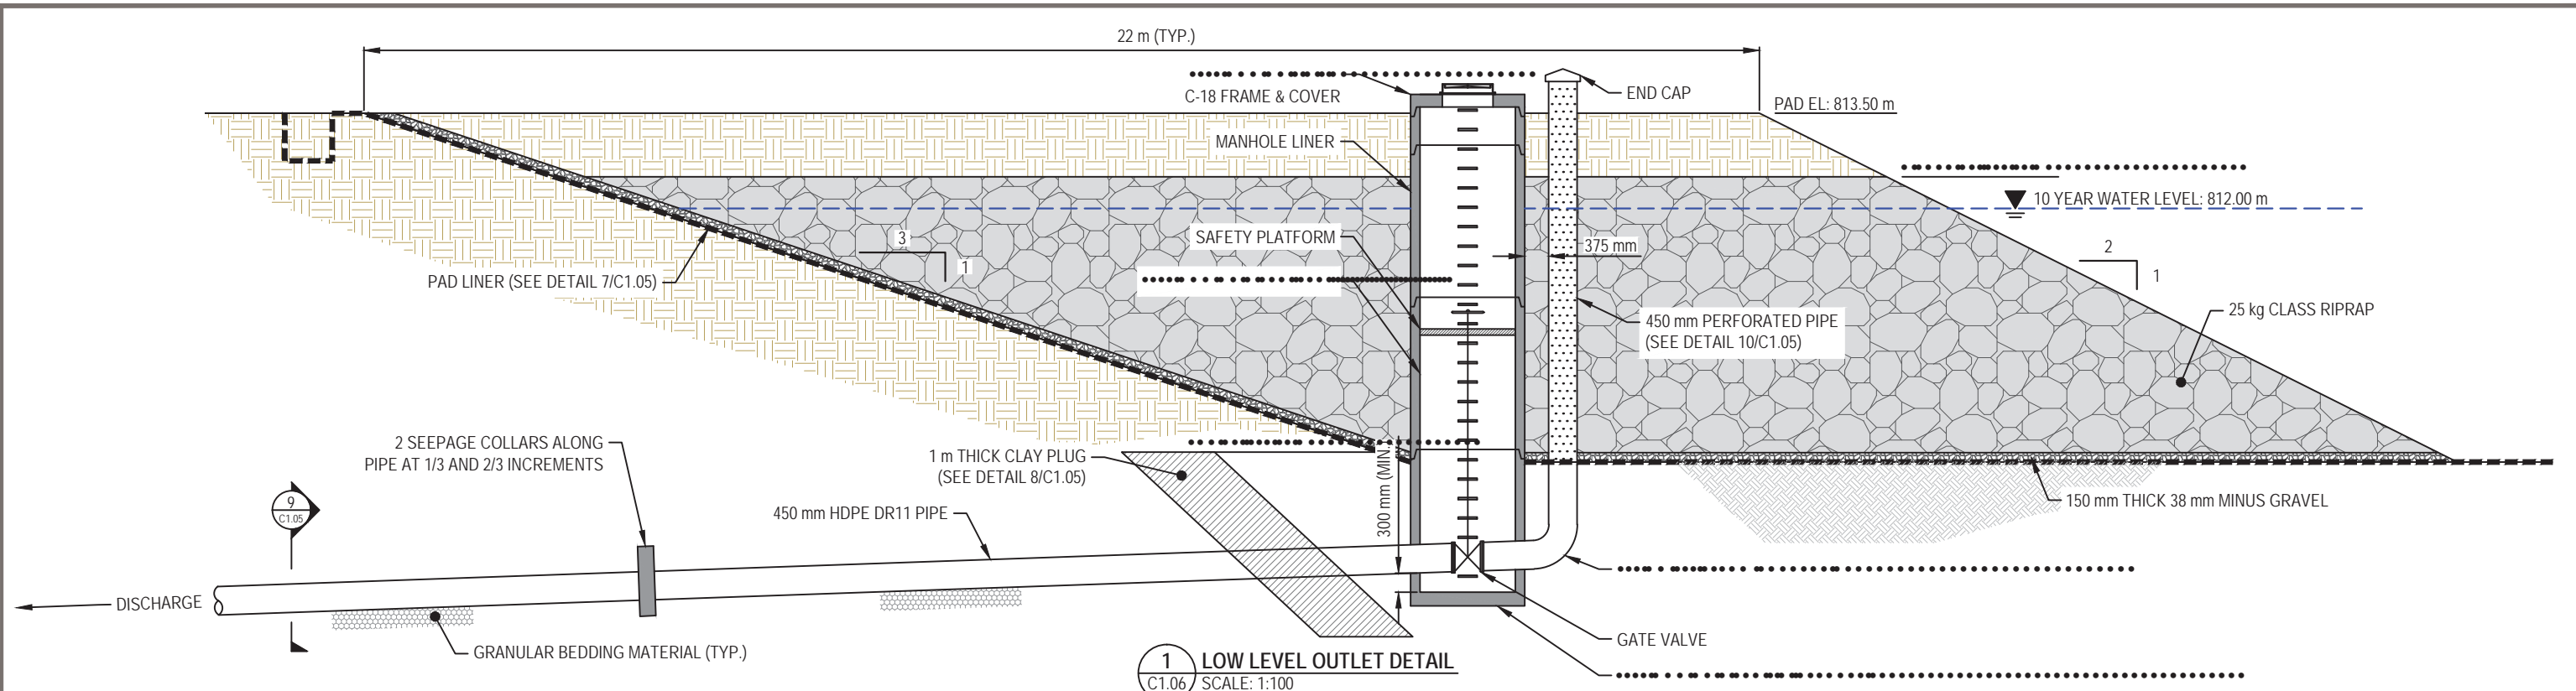 22 m (TYP.)
C-18 FRAME & COVER
END CAP
PAD EL: 813.50 m
MANHOLE LINER
10 YEAR WATER LEVEL: 812.00 m
SAFETY PLATFORM
375 mm
3
1
2
1
PAD LINER (SEE DETAIL 7/C1.05)
450 mm PERFORATED PIPE
(SEE DETAIL 10/C1.05)
25 kg CLASS RIPRAP
2 SEEPAGE COLLARS ALONG
PIPE AT 1/3 AND 2/3 INCREMENTS
1 m THICK CLAY PLUG
(SEE DETAIL 8/C1.05)
300 mm (MIN.)
9
C1.05
450 mm HDPE DR11 PIPE
150 mm THICK 38 mm MINUS GRAVEL
DISCHARGE
GRANULAR BEDDING MATERIAL (TYP.)
GATE VALVE
1
C1.06
LOW LEVEL OUTLET DETAIL
SCALE: 1:100